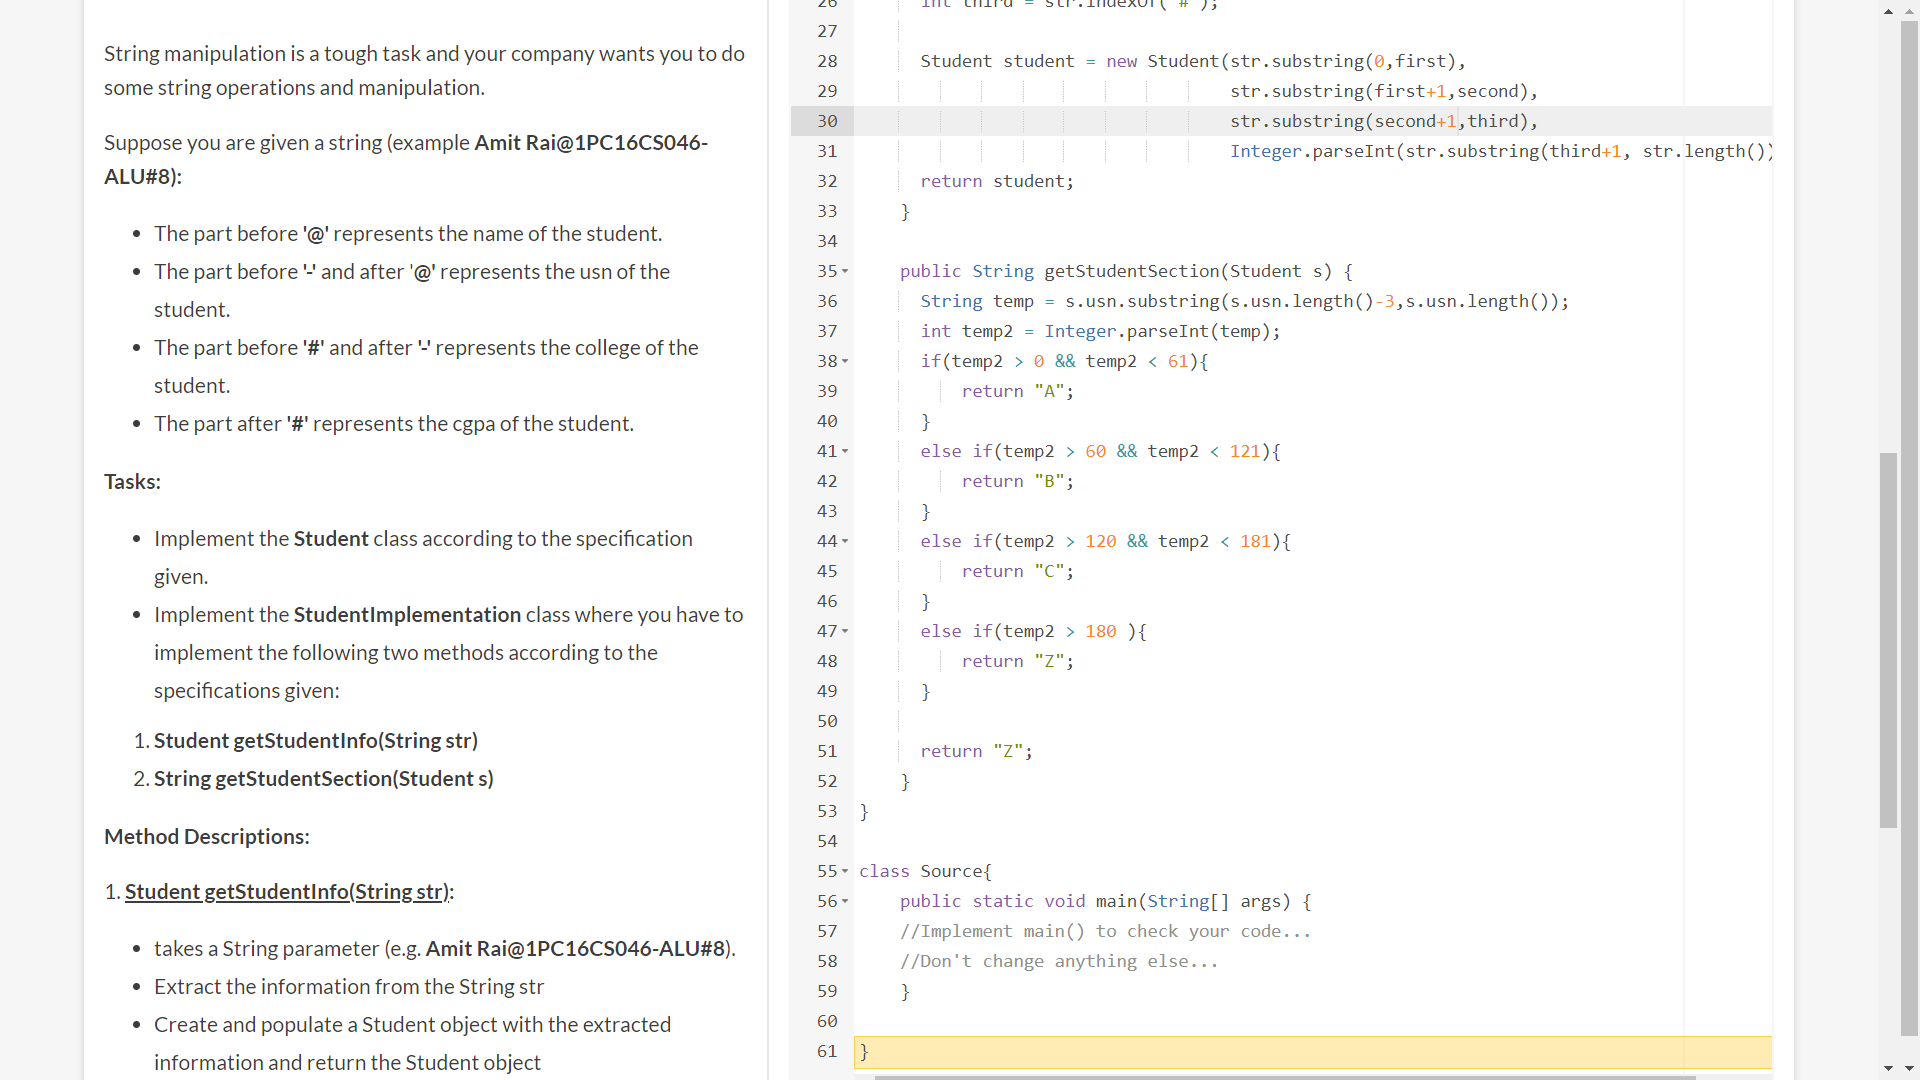 String manipulation is a tough task and your company wants you to do
some string operations and manipulation.
Suppose you are given a string (example Amit Rai@1PC16CS046-
ALU#8):
• The part before '@' represents the name of the student.
• The part before '-' and after '@' represents the usn of the
student.
• The part before '#' and after '-' represents the college of the
student.
• The part after '#' represents the cgpa of the student.
Tasks:
• Implement the Student class according to the specification
given.
• Implement the StudentImplementation class where you have to
implement the following two methods according to the
specifications given:
1. Student getStudentInfo(String str)
2. String getStudentSection(Student s)
Method Descriptions:
1. Student getStudentInfo(String str):
• takes a String parameter (e.g. Amit Rai@1PC16CS046-ALU#8).
• Extract the information from the String str
• Create and populate a Student object with the extracted
information and return the Student object
26 int third = str.indexOf("#");
27
28 Student student = new Student(str.substring(0,first),
29 str.substring(first+1,second),
30 str.substring(second+1,third),
31 Integer.parseInt(str.substring(third+1, str.length())
32 return student;
33 }
34
35 public String getStudentSection(Student s) {
36 String temp = s.usn.substring(s.usn.length()-3,s.usn.length());
37 int temp2 = Integer.parseInt(temp);
38 if(temp2 > 0 && temp2 < 61){
39 return "A";
40 }
41 else if(temp2 > 60 && temp2 < 121){
42 return "B";
43 }
44 else if(temp2 > 120 && temp2 < 181){
45 return "C";
46 }
47 else if(temp2 > 180 ){
48 return "Z";
49 }
50
51 return "Z";
52 }
53 }
54
55 class Source{
56 public static void main(String[] args) {
57 //Implement main() to check your code...
58 //Don't change anything else...
59 }
60
61 }